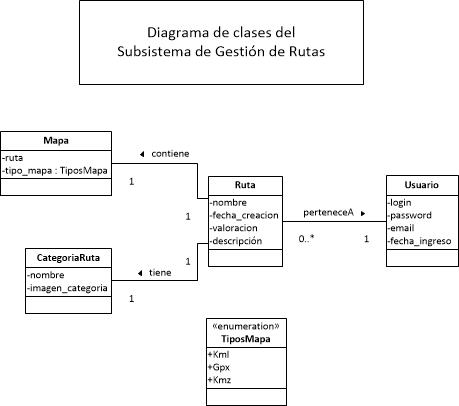 Diagrama de clases del
Subsistema de Gestión de Rutas
Mapa
-ruta
-tipo_mapa : TiposMapa
contiene
1
1
Ruta
-nombre
-fecha_creacion
-valoracion
-descripción
perteneceA
0..*
1
Usuario
-login
-password
-email
-fecha_ingreso
CategoriaRuta
-nombre
-imagen_categoria
tiene
1
1
«enumeration»
TiposMapa
+Kml
+Gpx
+Kmz